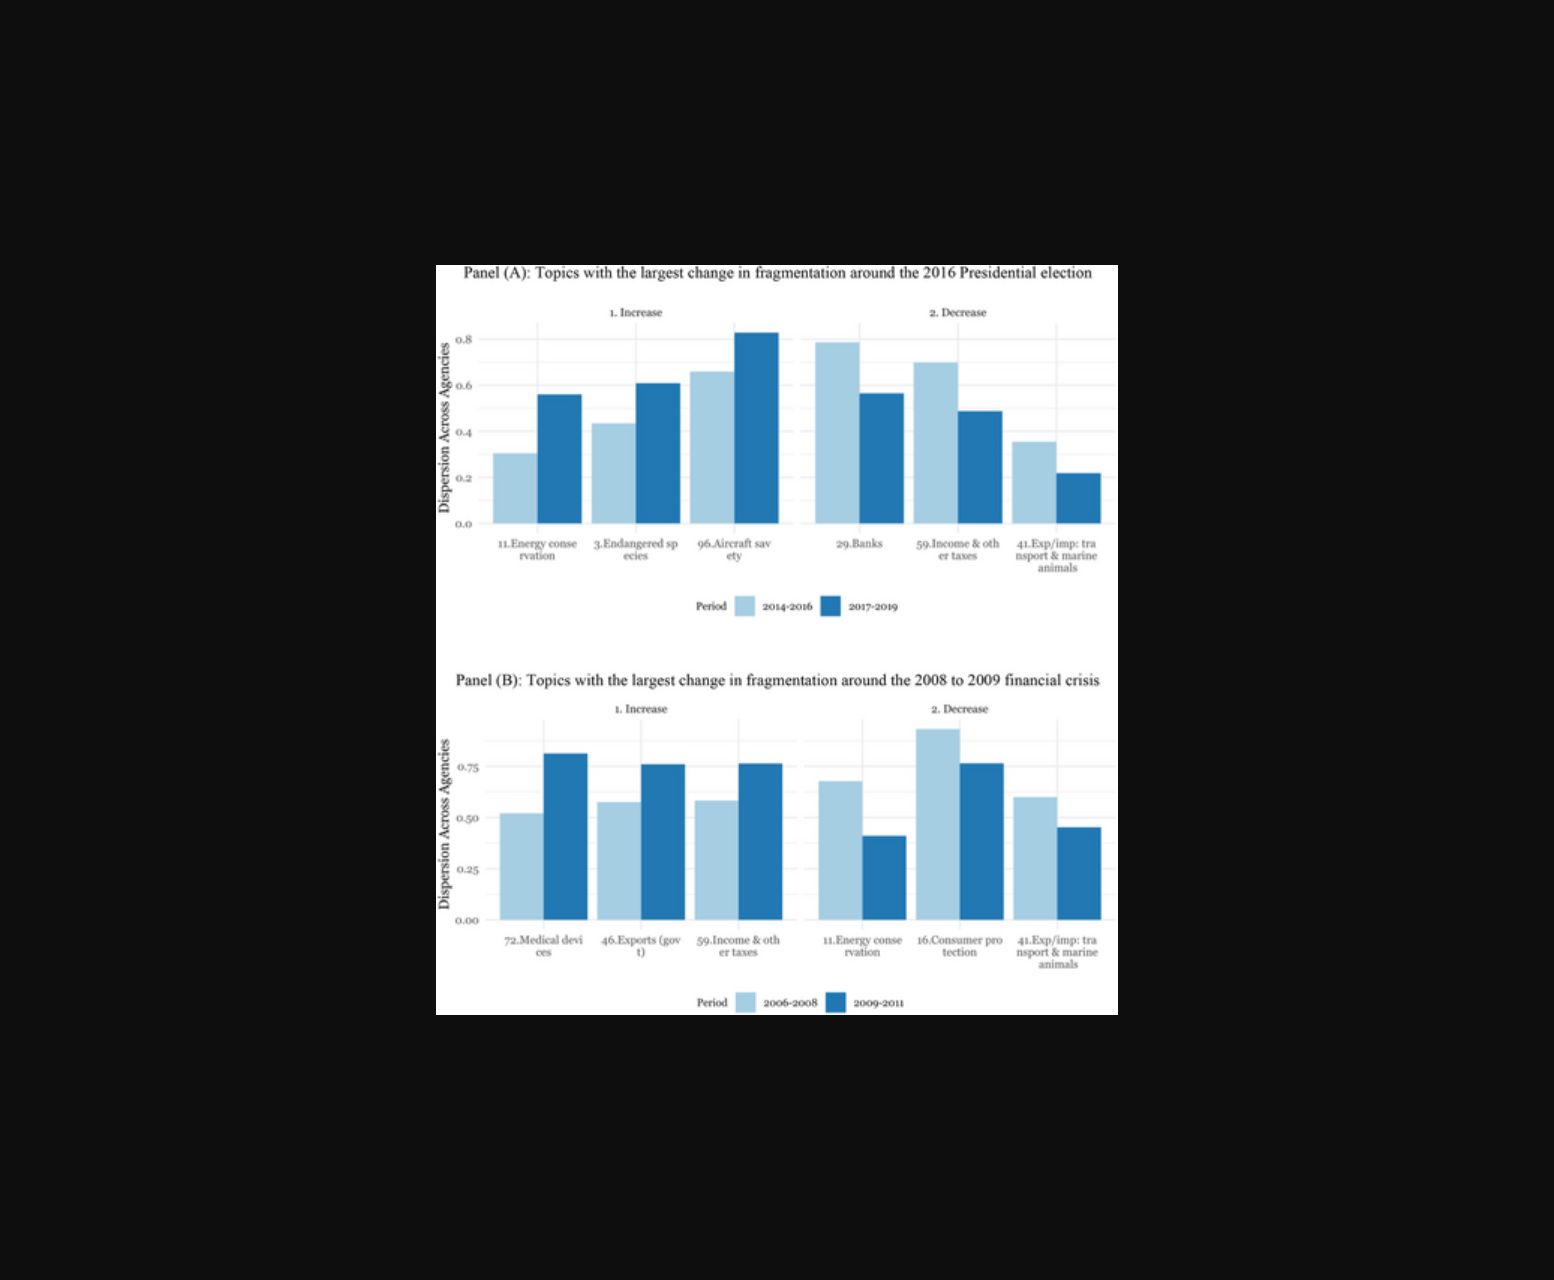 Panel (A): Topics with the largest change in fragmentation around the 2016 Presidential election
1. Increase
2. Decrease
Dispersion Across Agencies
0.8
0.6
0.4
0.2
0.0
11.Energy conse
rvation
3.Endangered sp
ecies
96.Aircraft sav
ety
29.Banks
59.Income & oth
er taxes
41.Exp/imp: tra
nsport & marine
animals
Period 2014-2016 2017-2019
Panel (B): Topics with the largest change in fragmentation around the 2008 to 2009 financial crisis
1. Increase
2. Decrease
Dispersion Across Agencies
0.75
0.50
0.25
0.00
72.Medical devi
ces
46.Exports (gov
t)
59.Income & oth
er taxes
11.Energy conse
rvation
16.Consumer pro
tection
41.Exp/imp: tra
nsport & marine
animals
Period 2006-2008 2009-2011